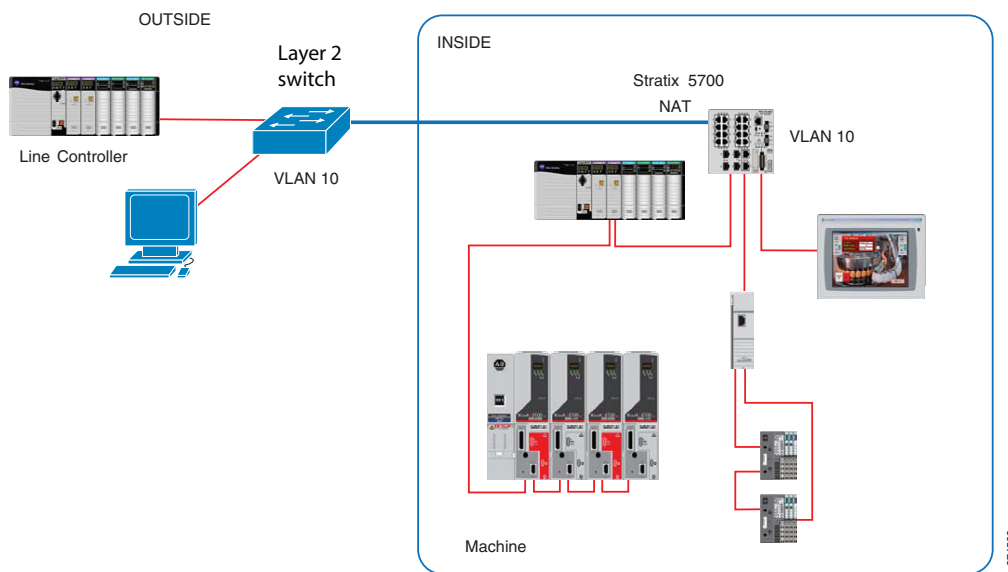 OUTSIDE
INSIDE
Layer 2
switch
Line Controller
VLAN 10
Stratix 5700
NAT
VLAN 10
Machine